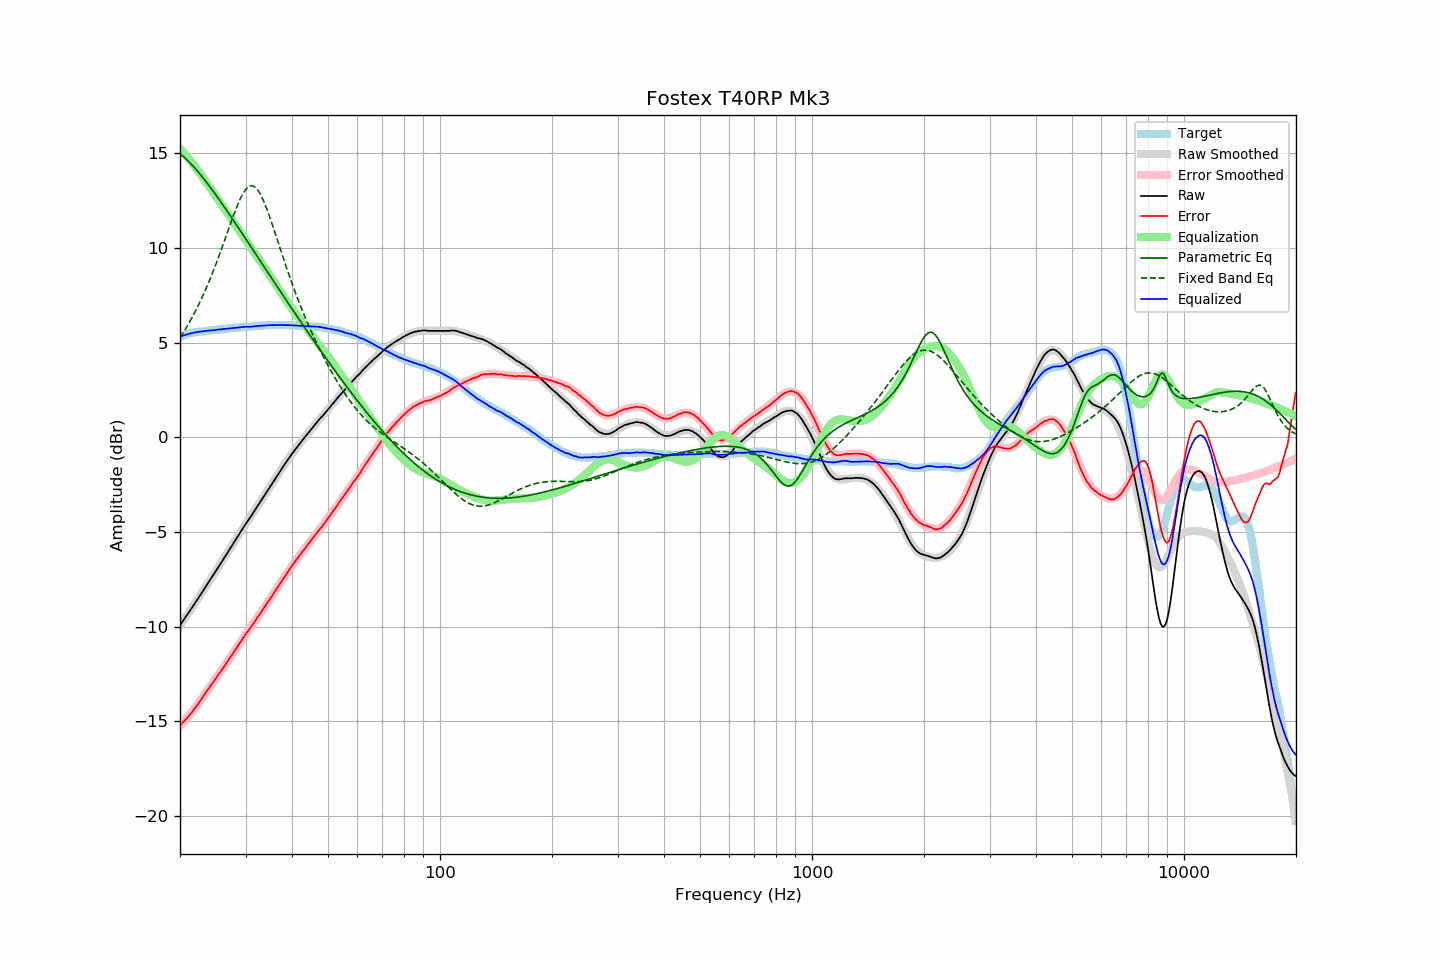 Fostex T40RP Mk3
Target
Raw Smoothed
Error Smoothed
Raw
Error
Equalization
Parametric Eq
Fixed Band Eq
Equalized
15
10
5
0
−5
−10
−15
−20
Amplitude (dBr)
100
1000
10000
Frequency (Hz)